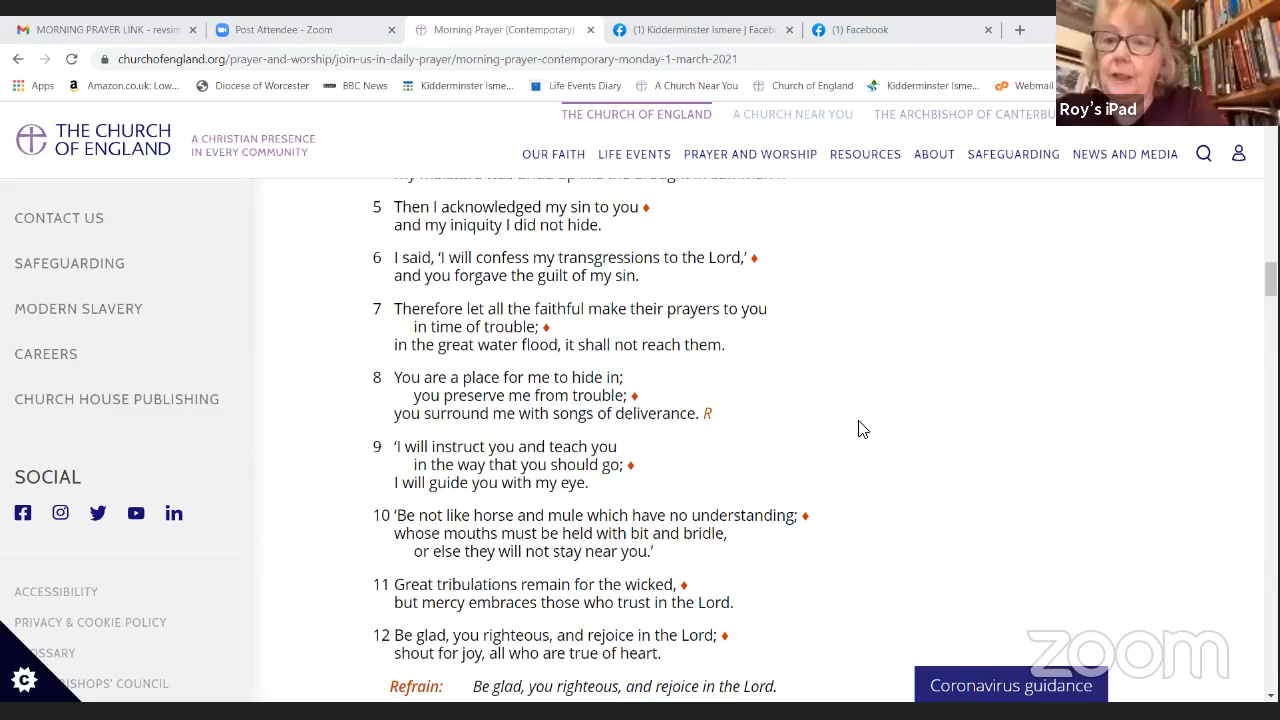 MORNING PRAYER LINK - revsim
Post Attendee - Zoom
Morning Prayer (Contemporary)
(1) Kidderminster Ismere | Faceb
(1) Facebook
churchofengland.org/prayer-and-worship/join-us-in-daily-prayer/morning-prayer-contemporary-monday-1-march-2021
Apps
Amazon.co.uk: Low...
Diocese of Worcester
BBC News
Kidderminster Isme...
Life Events Diary
A Church Near You
Church of England
Kidderminster Isme...
Webmail
Roy's iPad
THE CHURCH OF ENGLAND
A CHURCH NEAR YOU
THE ARCHBISHOP OF CANTERBU
THE CHURCH
OF ENGLAND
A CHRISTIAN PRESENCE
IN EVERY COMMUNITY
OUR FAITH LIFE EVENTS PRAYER AND WORSHIP RESOURCES ABOUT SAFEGUARDING NEWS AND MEDIA
CONTACT US
SAFEGUARDING
MODERN SLAVERY
CAREERS
CHURCH HOUSE PUBLISHING
SOCIAL
ACCESSIBILITY
PRIVACY & COOKIE POLICY
OSSARY
BISHOPS' COUNCIL
5 Then I acknowledged my sin to you ♦
and my iniquity I did not hide.
6 I said, ‘I will confess my transgressions to the Lord,’ ♦
and you forgave the guilt of my sin.
7 Therefore let all the faithful make their prayers to you
in time of trouble; ♦
in the great water flood, it shall not reach them.
8 You are a place for me to hide in;
you preserve me from trouble; ♦
you surround me with songs of deliverance. R
9 ‘I will instruct you and teach you
in the way that you should go; ♦
I will guide you with my eye.
10 ‘Be not like horse and mule which have no understanding; ♦
whose mouths must be held with bit and bridle,
or else they will not stay near you.’
11 Great tribulations remain for the wicked, ♦
but mercy embraces those who trust in the Lord.
12 Be glad, you righteous, and rejoice in the Lord; ♦
shout for joy, all who are true of heart.
Refrain: Be glad, you righteous, and rejoice in the Lord.
zoom
Coronavirus guidance